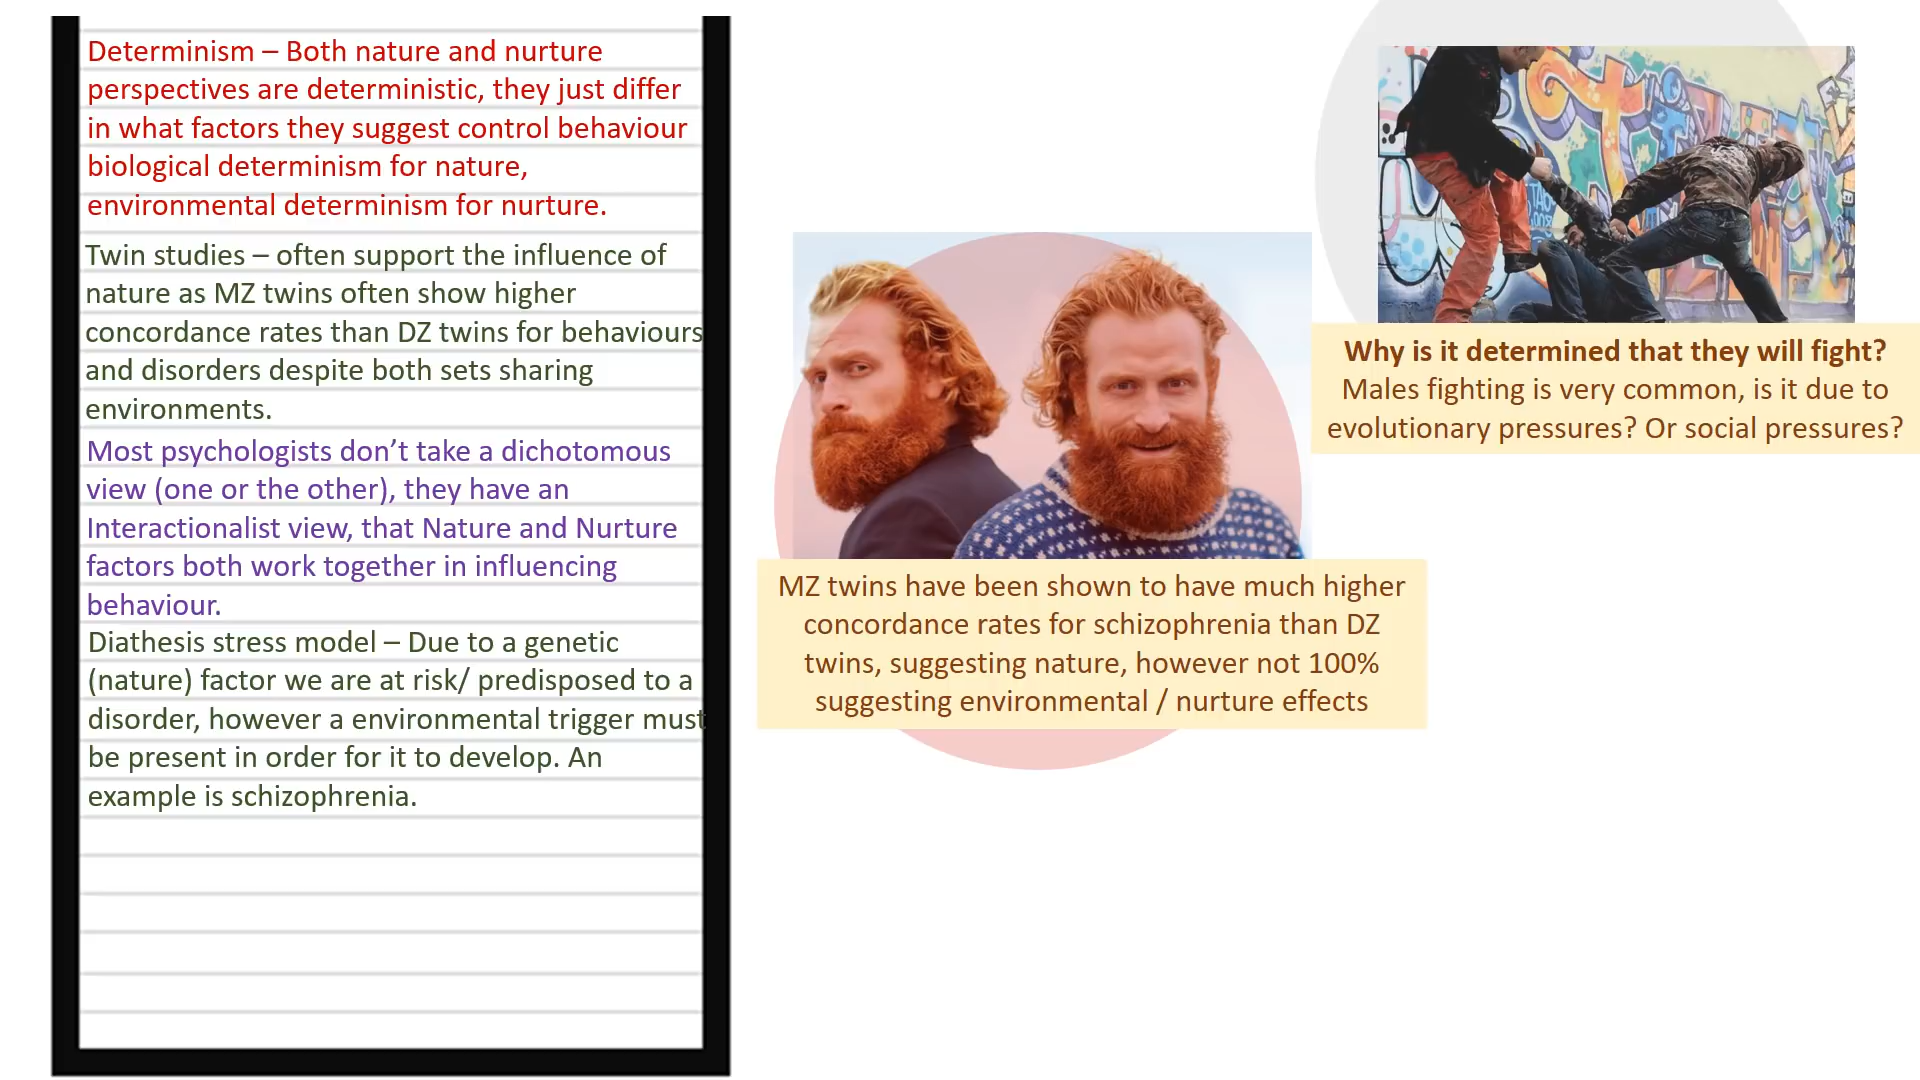 Determinism – Both nature and nurture
perspectives are deterministic, they just differ
in what factors they suggest control behaviour
biological determinism for nature,
environmental determinism for nurture.
Twin studies – often support the influence of
nature as MZ twins often show higher
concordance rates than DZ twins for behaviours
and disorders despite both sets sharing
environments.
Most psychologists don’t take a dichotomous
view (one or the other), they have an
Interactionalist view, that Nature and Nurture
factors both work together in influencing
behaviour.
Diathesis stress model – Due to a genetic
(nature) factor we are at risk/ predisposed to a
disorder, however a environmental trigger must
be present in order for it to develop. An
example is schizophrenia.
MZ twins have been shown to have much higher
concordance rates for schizophrenia than DZ
twins, suggesting nature, however not 100%
suggesting environmental / nurture effects
Why is it determined that they will fight?
Males fighting is very common, is it due to
evolutionary pressures? Or social pressures?